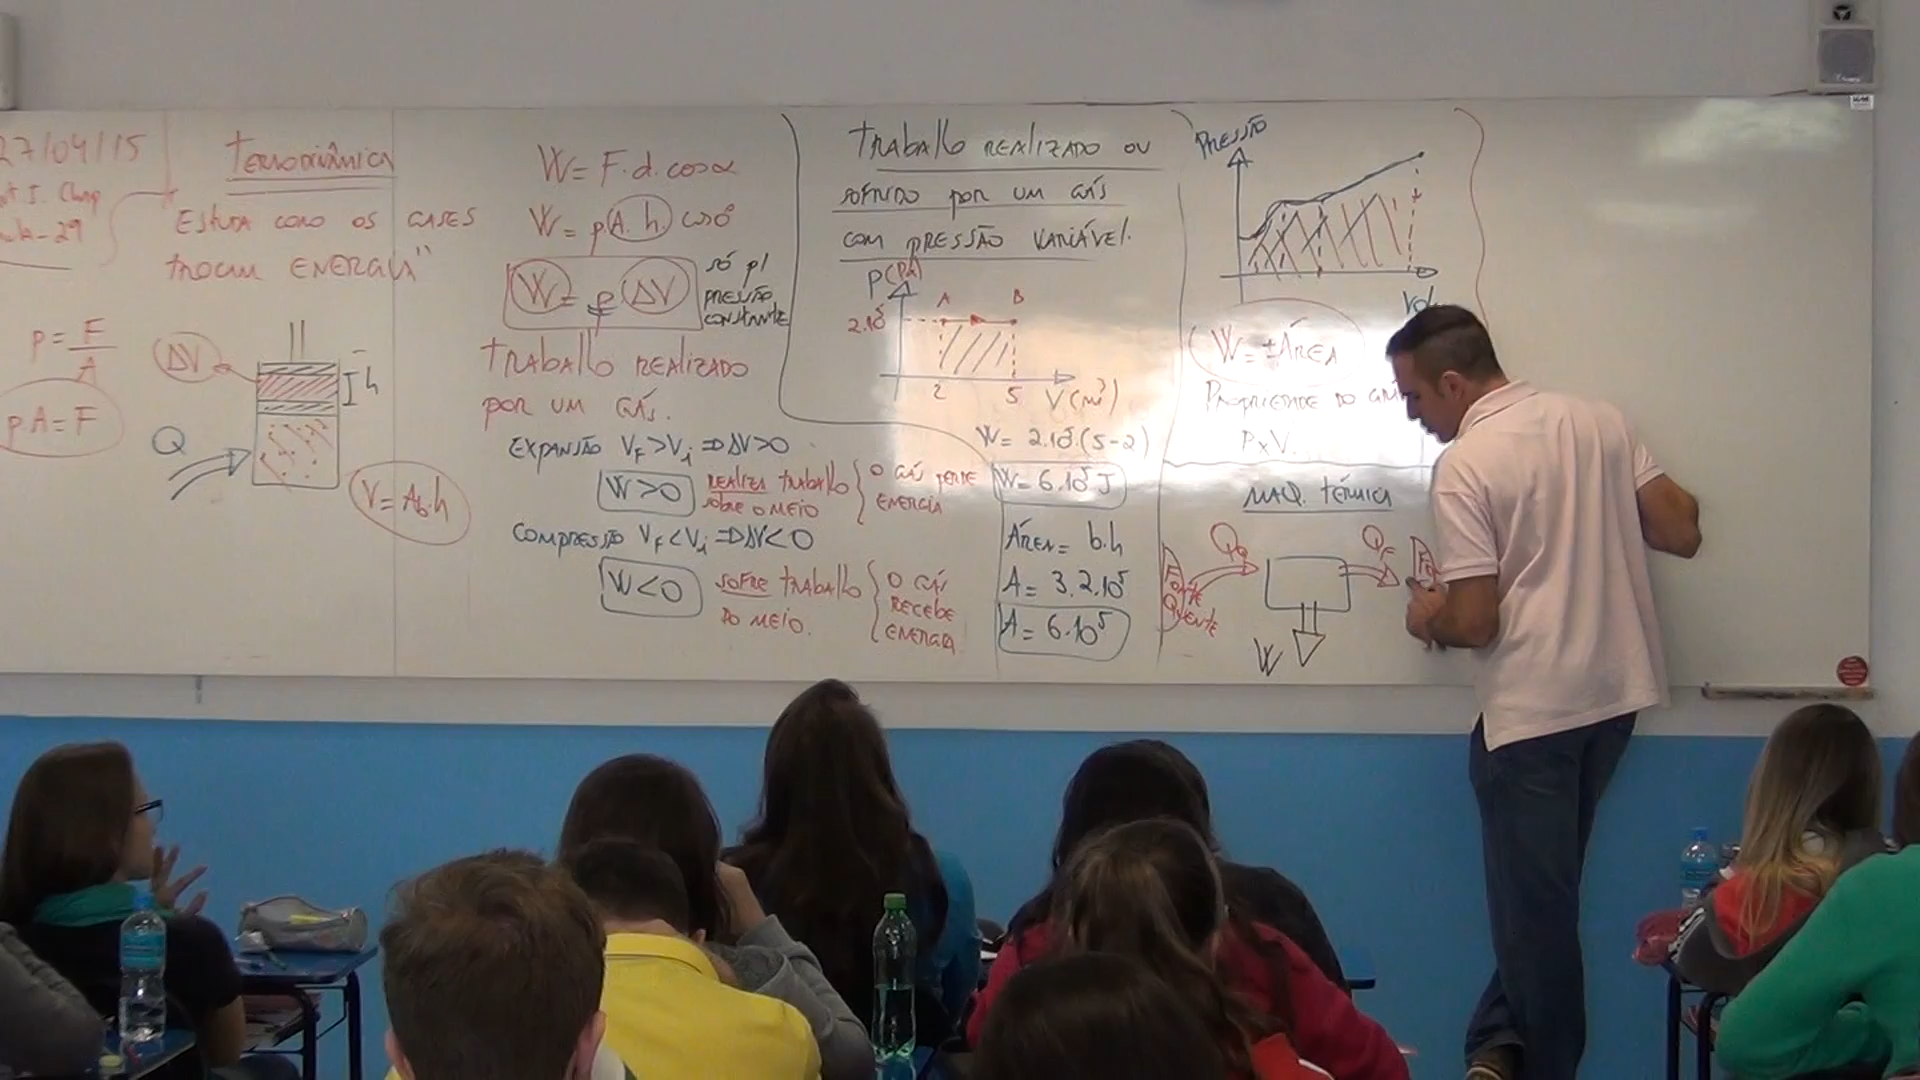 27/04/15
TERMODINÂMICA
ESTUDA COMO OS GASES
TROCAM ENERGIA"
p = F
A
pA = F
ΔV
h
Q
V = Ab.h
W = F.d.cosα
W = p(A.h) cos0°
W = p ΔV
SÓ p/
PRESSÃO
CONSTANTE
TRABALHO REALIZADO
POR UM GÁS.
EXPANSÃO VF > Vi ⇒ ΔV > 0
W > 0
REALIZA TRABALHO
SOBRE O MEIO
O GÁS PERDE
ENERGIA
COMPRESSÃO VF < Vi ⇒ ΔV < 0
W < 0
SOFRE TRABALHO
DO MEIO.
O GÁS
RECEBE
ENERGIA
TRABALHO REALIZADO OU
SOFRIDO POR UM GÁS
COM PRESSÃO VARIÁVEL.
P(Pa)
A B
2.10⁵
2 5 V(m³)
W = 2.10⁵.(5-2)
W = 6.10⁵ J
ÁREA = b.h
A = 3.2.10⁵
A = 6.10⁵
PRESSÃO
Vol
W = ± ÁREA
PROPRIEDADE DO
P x V.
MAQ. TÉRMICA
QQ QF
FONTE
QUENTE
W